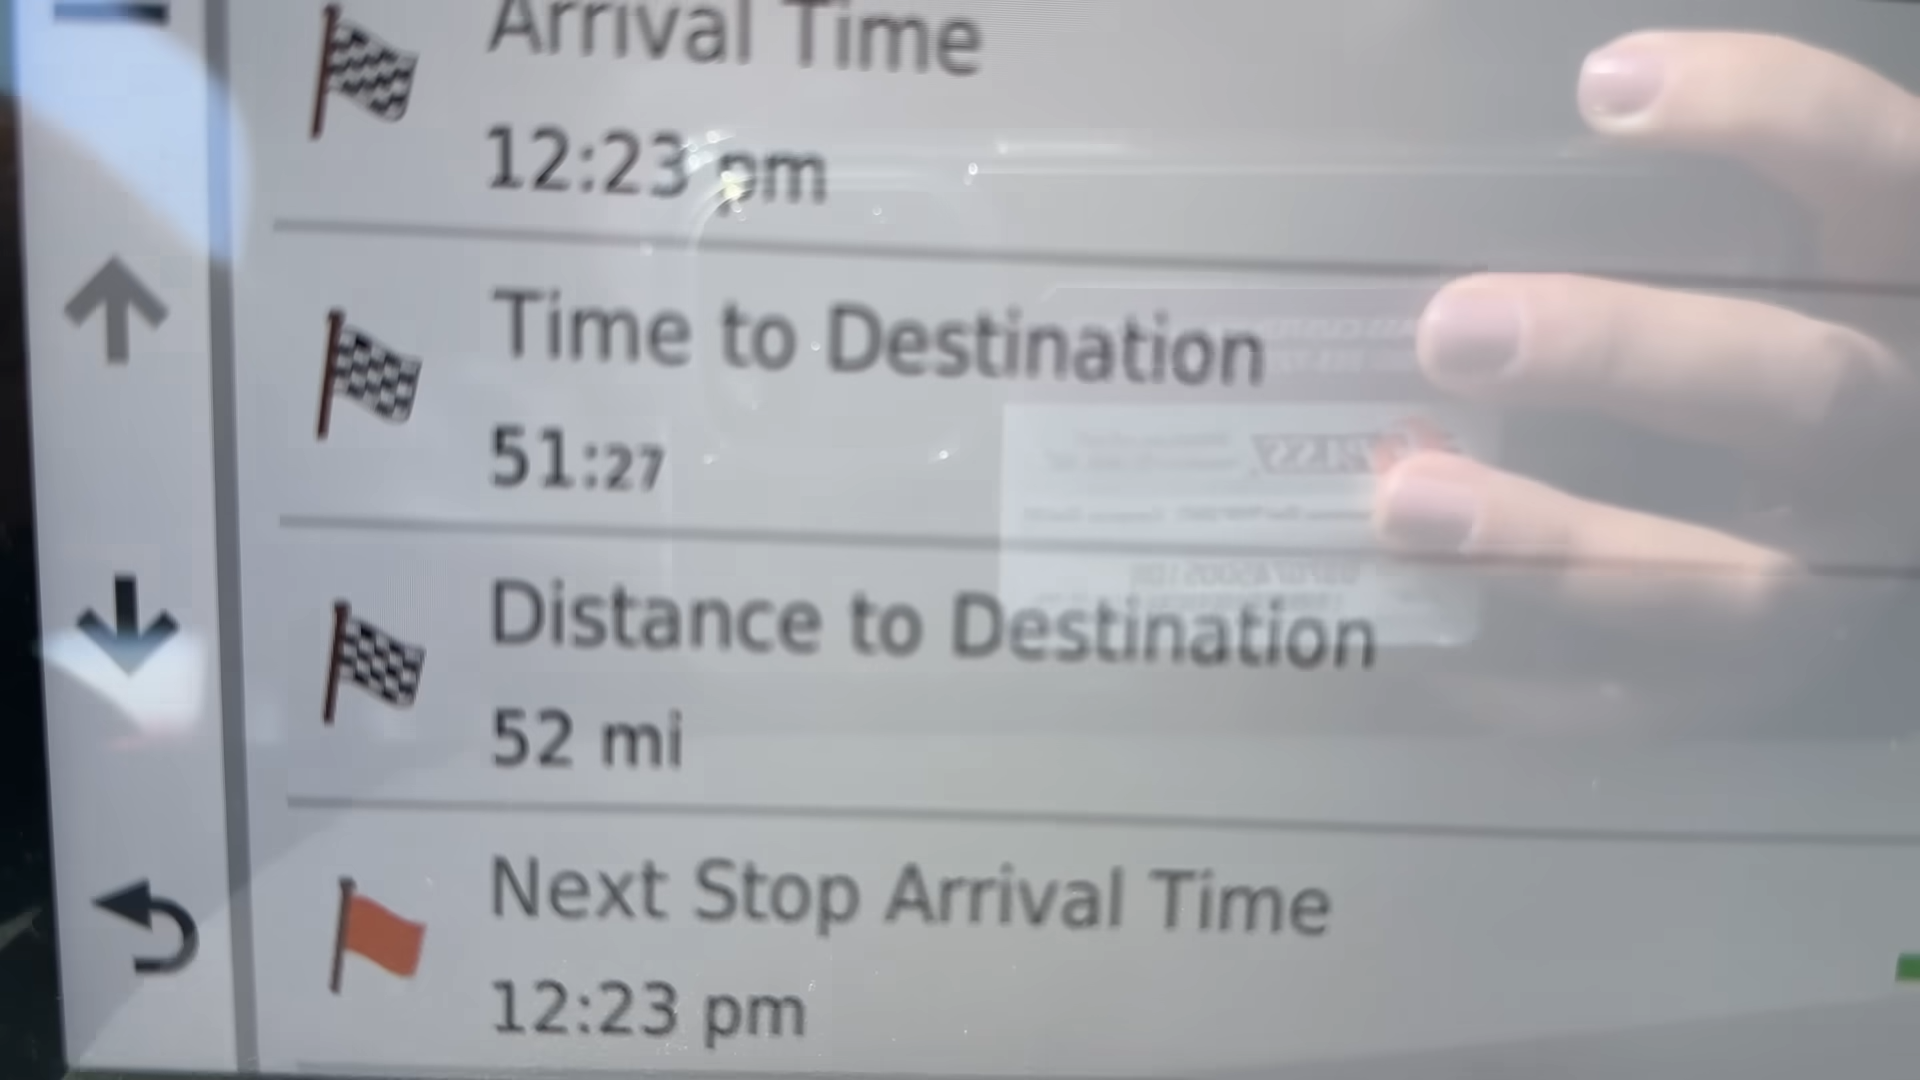 Arrival Time
12:23 pm
Time to Destination
51:27
Distance to Destination
52 mi
Next Stop Arrival Time
12:23 pm